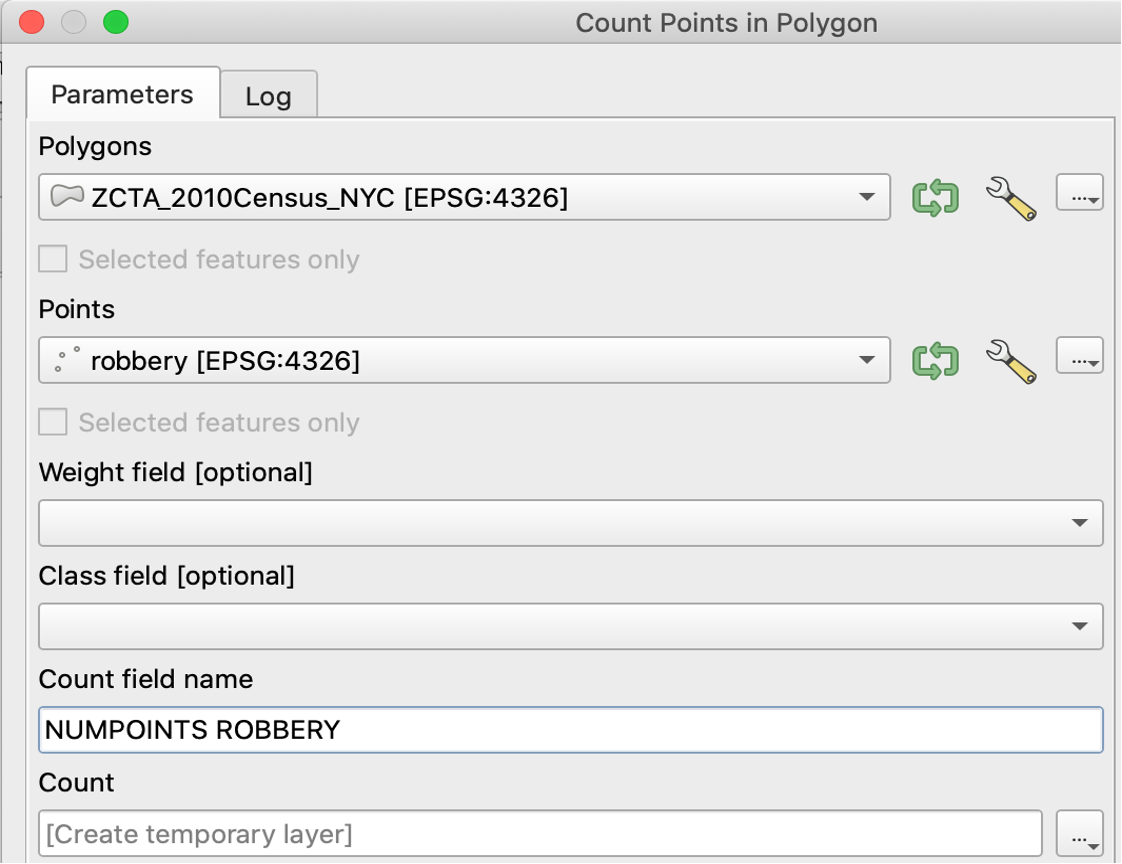 Count Points in Polygon
Parameters
Log
Polygons
ZCTA_2010Census_NYC [EPSG:4326]
...
Selected features only
Points
robbery [EPSG:4326]
...
Selected features only
Weight field [optional]
Class field [optional]
Count field name
NUMPOINTS ROBBERY
Count
[Create temporary layer]
...